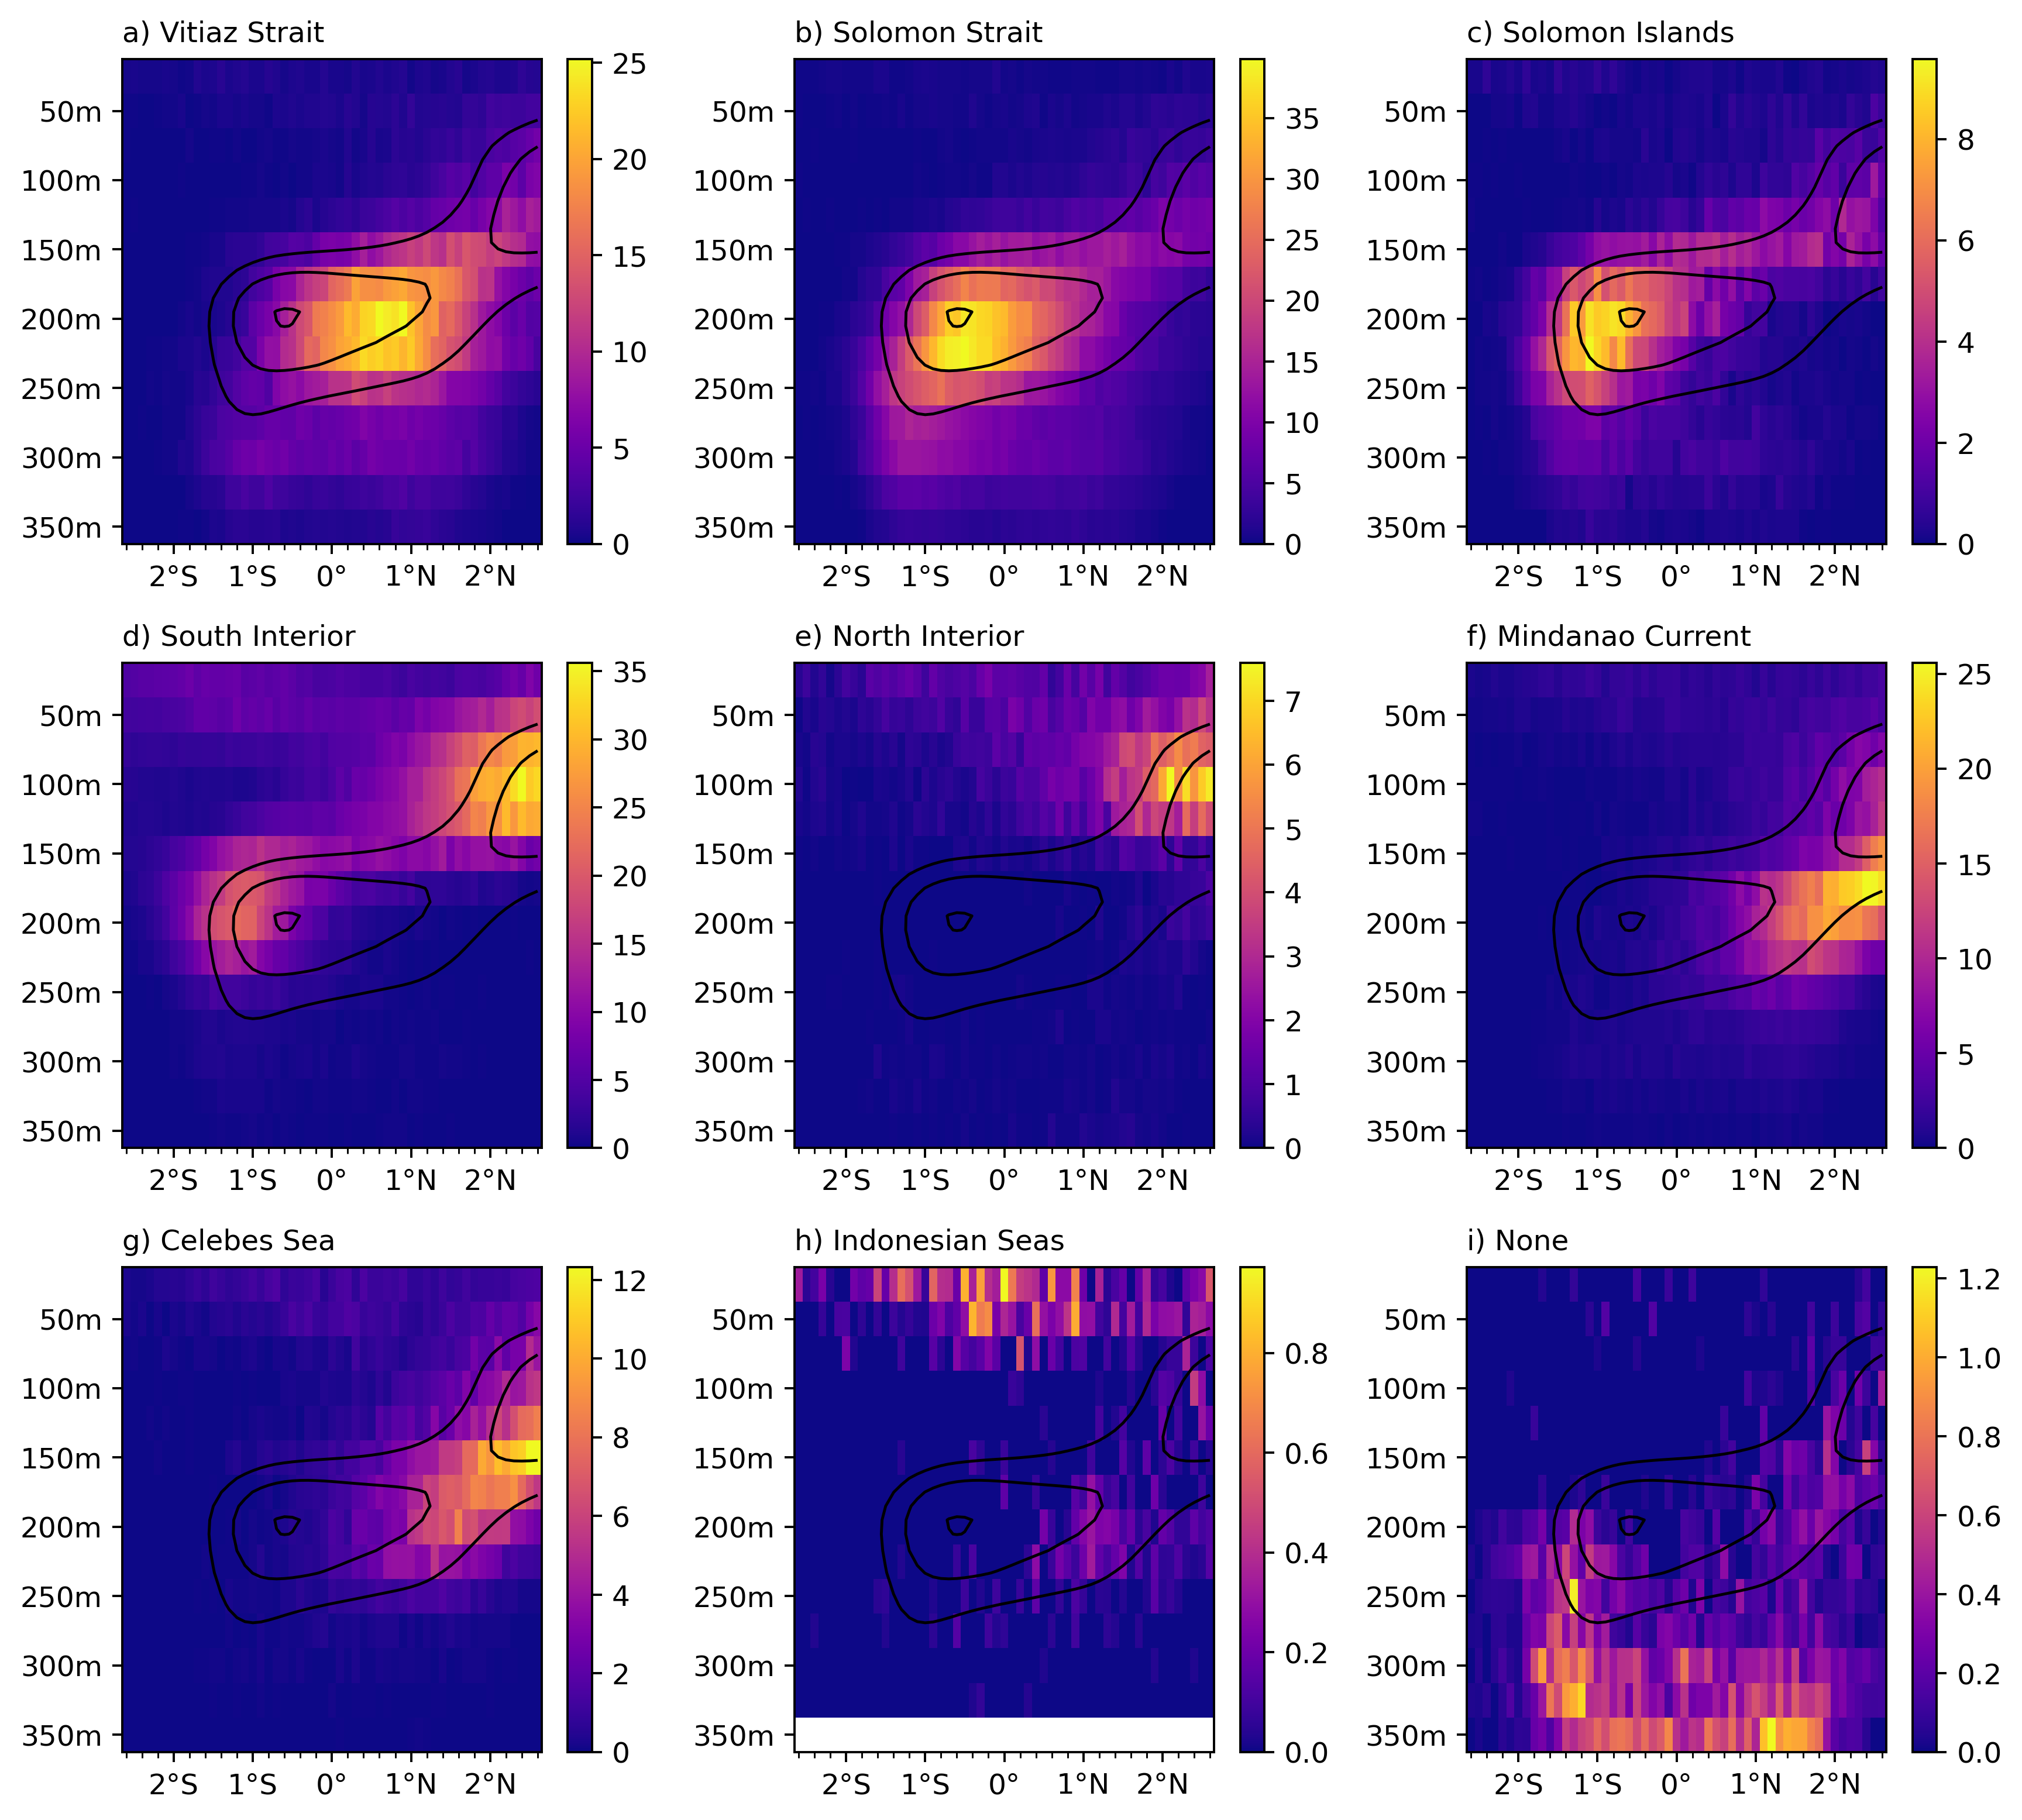 a) Vitiaz Strait
b) Solomon Strait
c) Solomon Islands
50m
100m
150m
200m
250m
300m
350m
2°S 1°S 0° 1°N 2°N
25
20
15
10
5
0
50m
100m
150m
200m
250m
300m
350m
2°S 1°S 0° 1°N 2°N
35
30
25
20
15
10
5
0
50m
100m
150m
200m
250m
300m
350m
2°S 1°S 0° 1°N 2°N
8
6
4
2
0
d) South Interior
e) North Interior
f) Mindanao Current
50m
100m
150m
200m
250m
300m
350m
2°S 1°S 0° 1°N 2°N
35
30
25
20
15
10
5
0
50m
100m
150m
200m
250m
300m
350m
2°S 1°S 0° 1°N 2°N
7
6
5
4
3
2
1
0
50m
100m
150m
200m
250m
300m
350m
2°S 1°S 0° 1°N 2°N
25
20
15
10
5
0
g) Celebes Sea
h) Indonesian Seas
i) None
50m
100m
150m
200m
250m
300m
350m
2°S 1°S 0° 1°N 2°N
12
10
8
6
4
2
0
50m
100m
150m
200m
250m
300m
350m
2°S 1°S 0° 1°N 2°N
0.8
0.6
0.4
0.2
0.0
50m
100m
150m
200m
250m
300m
350m
2°S 1°S 0° 1°N 2°N
1.2
1.0
0.8
0.6
0.4
0.2
0.0